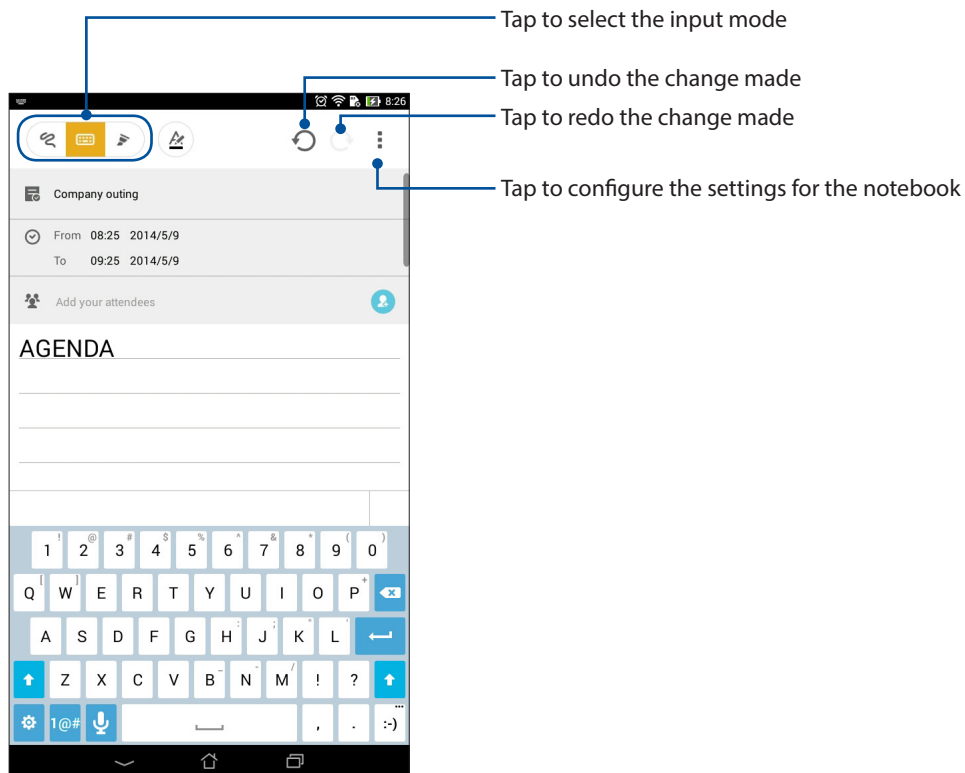 Tap to select the input mode
Tap to undo the change made
Tap to redo the change made
Tap to configure the settings for the notebook
8:26
Company outing
From 08:25 2014/5/9
To 09:25 2014/5/9
Add your attendees
AGENDA
! @ # $ % ^ & * ( )
1 2 3 4 5 6 7 8 9 0
[ ] +
Q W E R T Y U I O P
: ; " '
A S D F G H J K L
_ - /
Z X C V B N M ! ?
1@# , . :-)